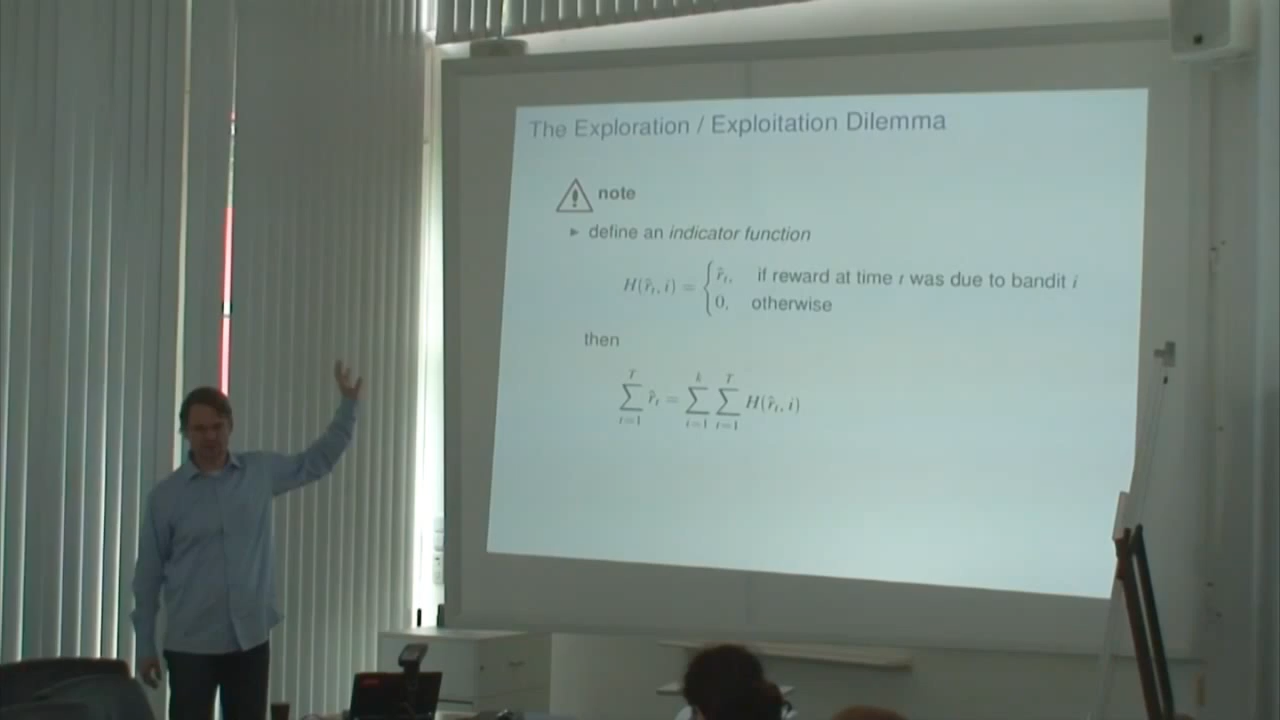 The Exploration / Exploitation Dilemma
note
► define an indicator function
H(r̂ₜ, i) = { r̂ₜ, if reward at time t was due to bandit i
0, otherwise
then
∑ₜ₌₁ᵀ r̂ₜ = ∑ᵢ₌₁ᵏ ∑ₜ₌₁ᵀ H(r̂ₜ, i)